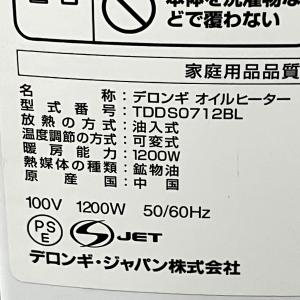 本体を洗濯物な
どで覆わない
家庭用品品質
名称：デロンギ オイルヒーター
型式番号：TDDS0712BL
放熱の方式：油入式
温度調節の方式：可変式
暖房能力：1200W
熱媒体の種類：鉱物油
原産国：中国
100V 1200W 50/60Hz
PS
E
S JET
デロンギ・ジャパン株式会社